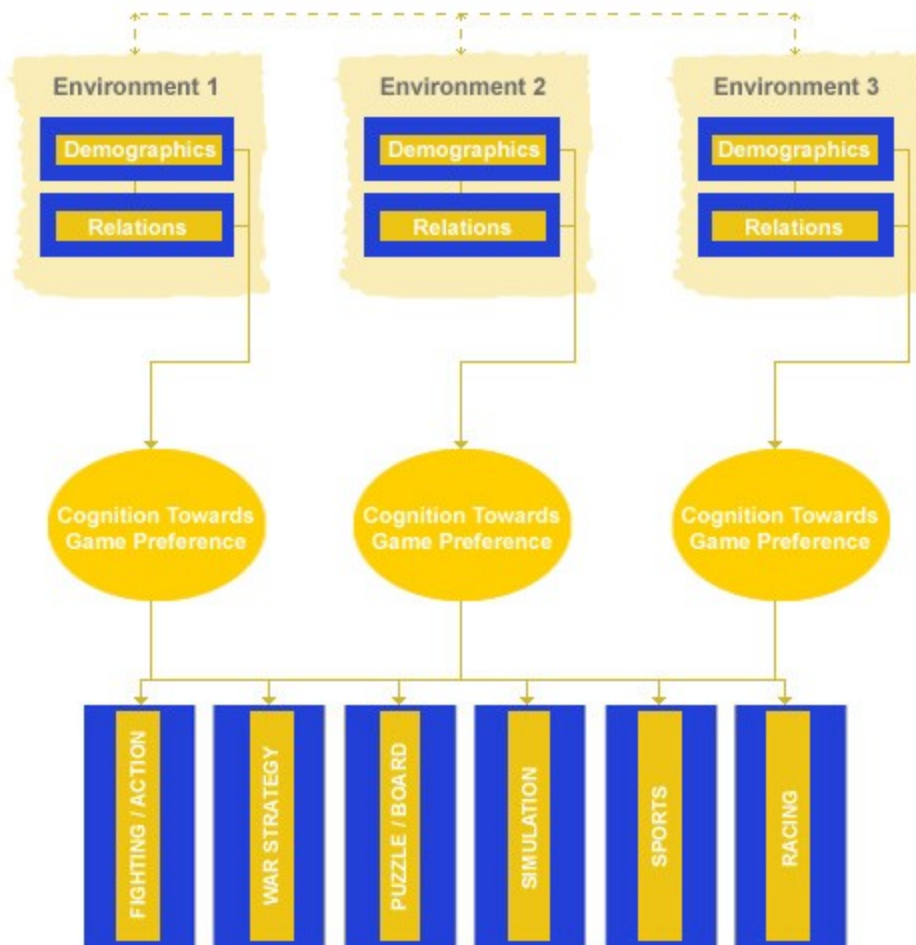 Environment 1
Environment 2
Environment 3
Demographics
Demographics
Demographics
Relations
Relations
Relations
Cognition Towards
Game Preference
Cognition Towards
Game Preference
Cognition Towards
Game Preference
FIGHTING / ACTION
WAR STRATEGY
PUZZLE / BOARD
SIMULATION
SPORTS
RACING